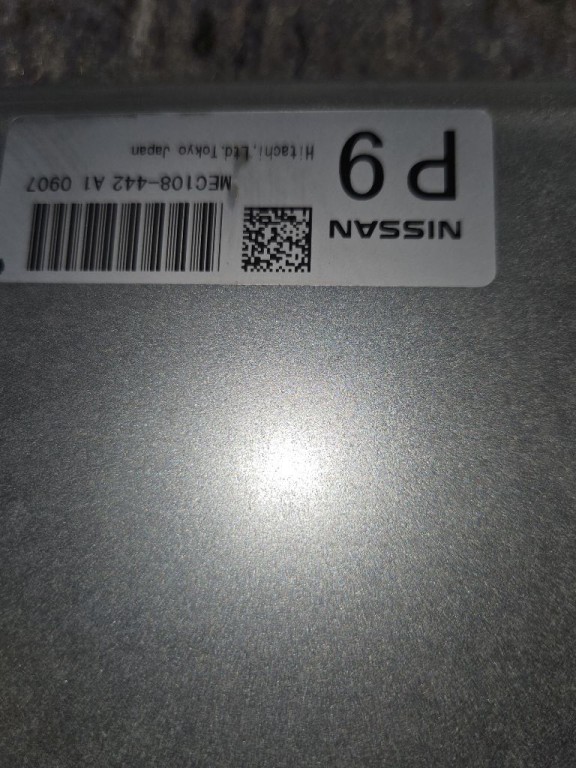 NISSAN
P 9
MEC108-442 A1 0907
Hitachi,Ltd.Tokyo Japan